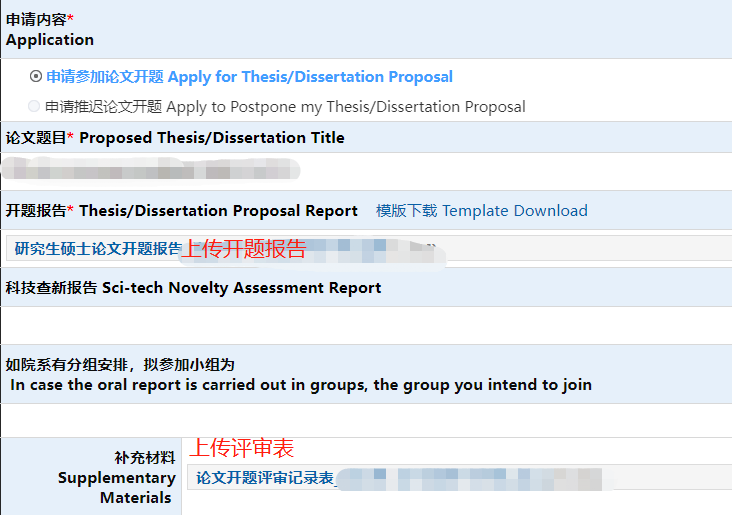 申请内容*
Application
申请参加论文开题 Apply for Thesis/Dissertation Proposal
申请推迟论文开题 Apply to Postpone my Thesis/Dissertation Proposal
论文题目* Proposed Thesis/Dissertation Title
开题报告* Thesis/Dissertation Proposal Report 模版下载 Template Download
研究生硕士论文开题报告 上传开题报告
科技查新报告 Sci-tech Novelty Assessment Report
如院系有分组安排，拟参加小组为
In case the oral report is carried out in groups, the group you intend to join
上传评审表
补充材料
Supplementary
Materials
论文开题评审记录表_